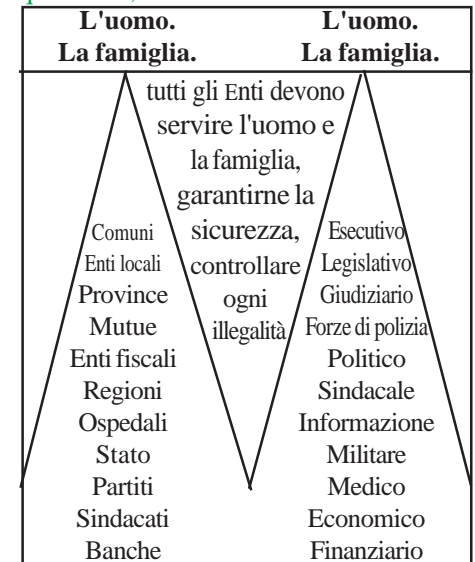 L'uomo.
La famiglia.
L'uomo.
La famiglia.
tutti gli Enti devono
servire l'uomo e
la famiglia,
garantirne la
sicurezza,
controllare
ogni
illegalità
Comuni
Enti locali
Province
Mutue
Enti fiscali
Regioni
Ospedali
Stato
Partiti
Sindacati
Banche
Esecutivo
Legislativo
Giudiziario
Forze di polizia
Politico
Sindacale
Informazione
Militare
Medico
Economico
Finanziario